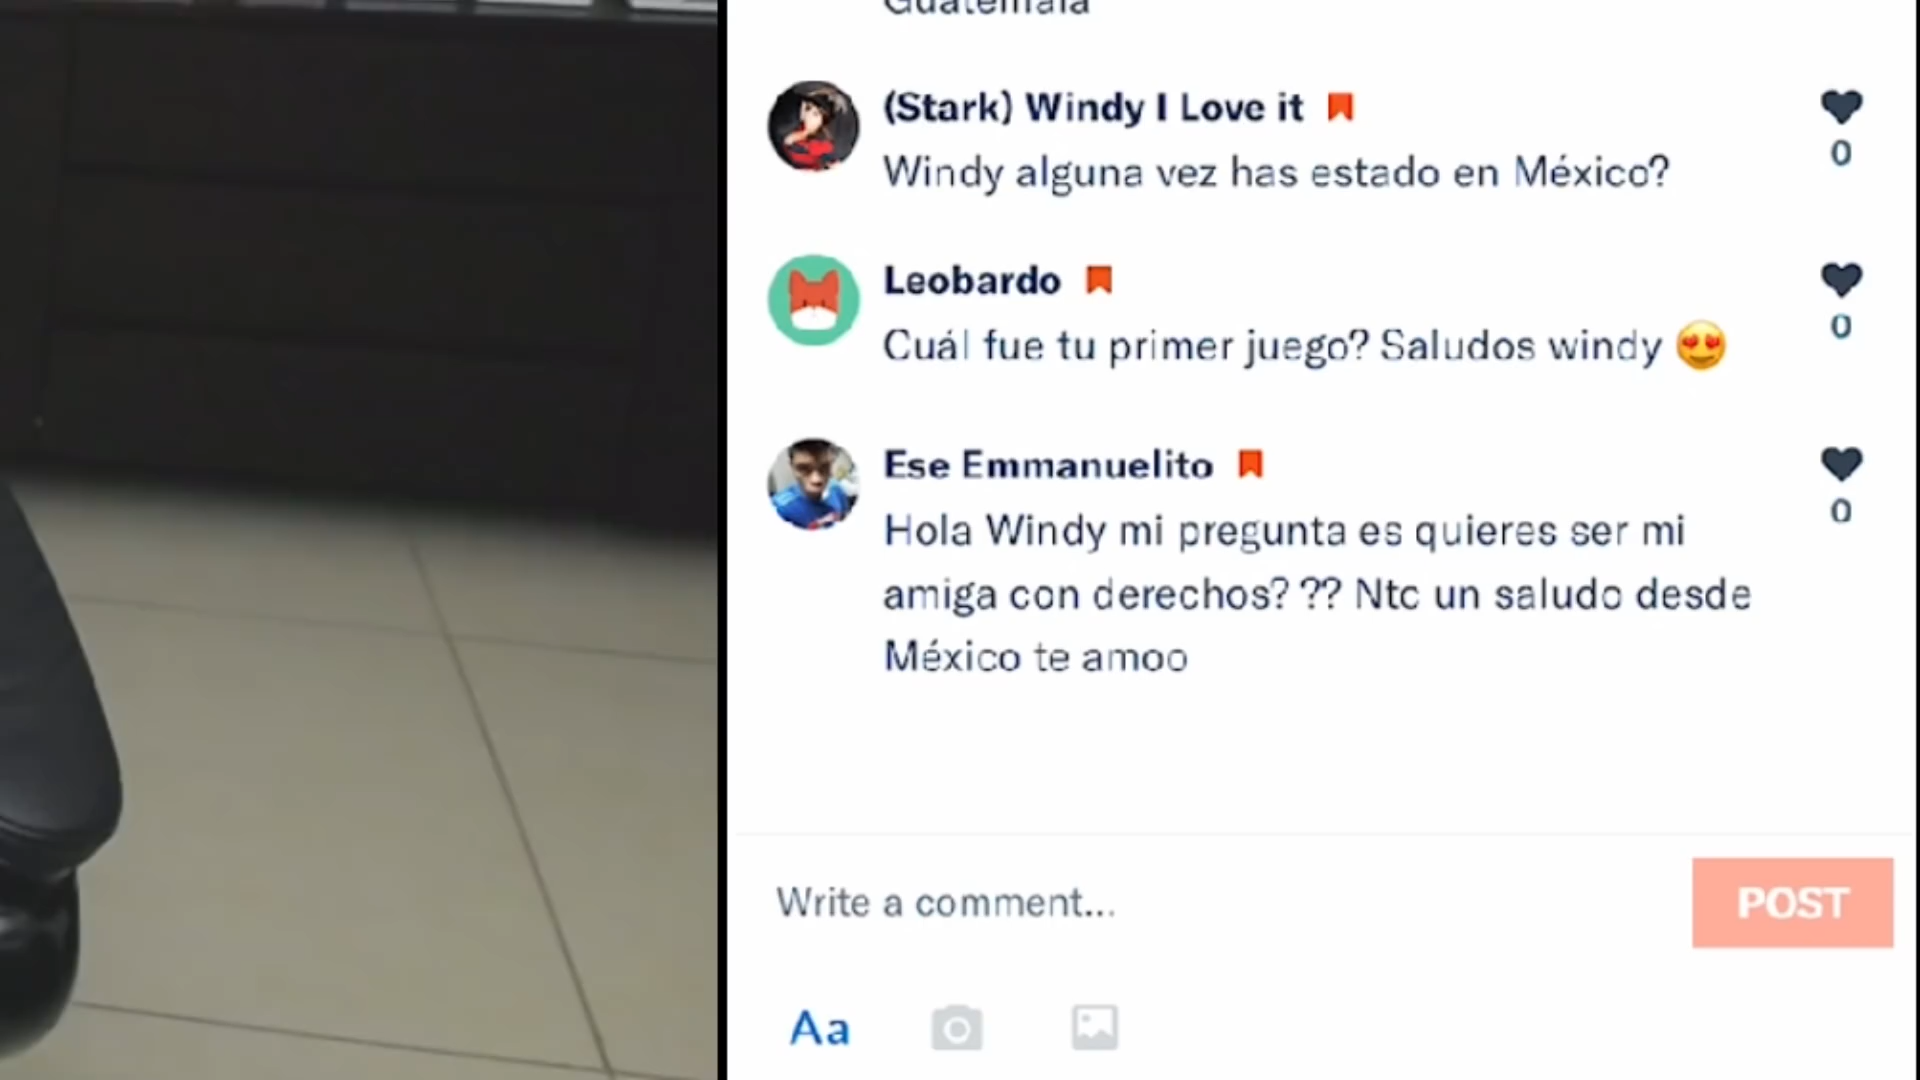 Guatemala
(Stark) Windy I Love it
0
Windy alguna vez has estado en México?
Leobardo
0
Cuál fue tu primer juego? Saludos windy
Ese Emmanuelito
0
Hola Windy mi pregunta es quieres ser mi
amiga con derechos? ?? Ntc un saludo desde
México te amoo
Write a comment...
POST
Aa